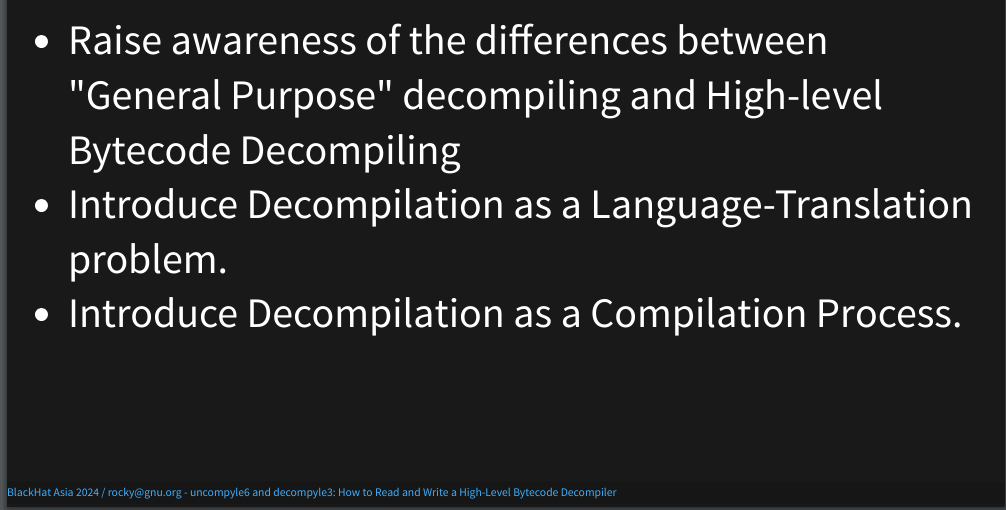 • Raise awareness of the differences between
"General Purpose" decompiling and High-level
Bytecode Decompiling
• Introduce Decompilation as a Language-Translation
problem.
• Introduce Decompilation as a Compilation Process.
BlackHat Asia 2024 / rocky@gnu.org - uncompyle6 and decompyle3: How to Read and Write a High-Level Bytecode Decompiler